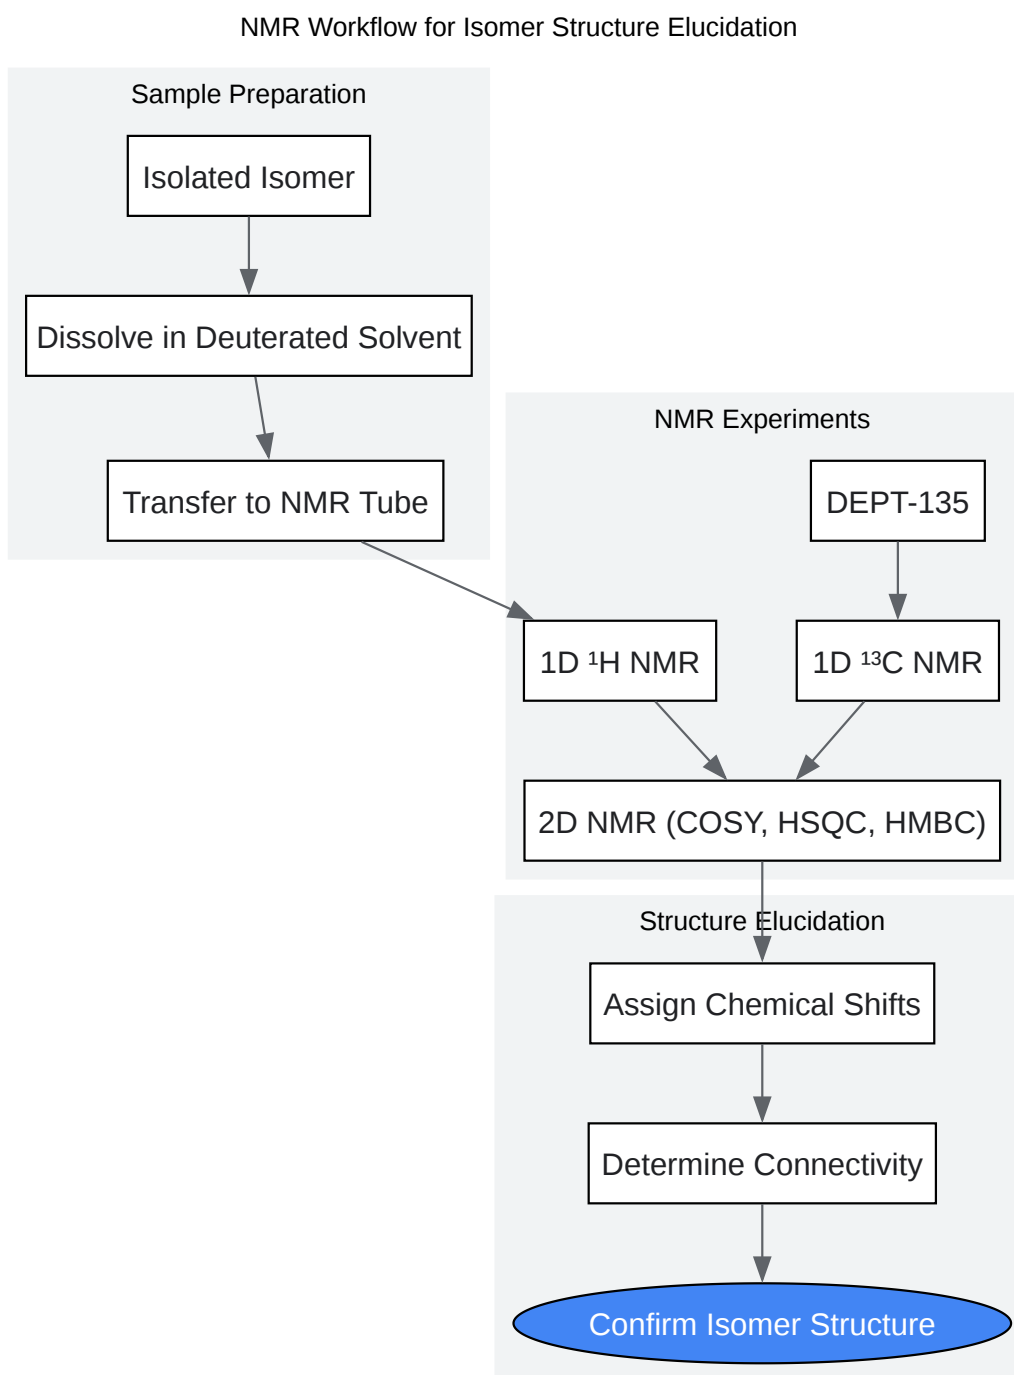 NMR Workflow for Isomer Structure Elucidation
Sample Preparation
Isolated Isomer
Dissolve in Deuterated Solvent
Transfer to NMR Tube
NMR Experiments
DEPT-135
1D ¹H NMR
1D ¹³C NMR
2D NMR (COSY, HSQC, HMBC)
Structure Elucidation
Assign Chemical Shifts
Determine Connectivity
Confirm Isomer Structure